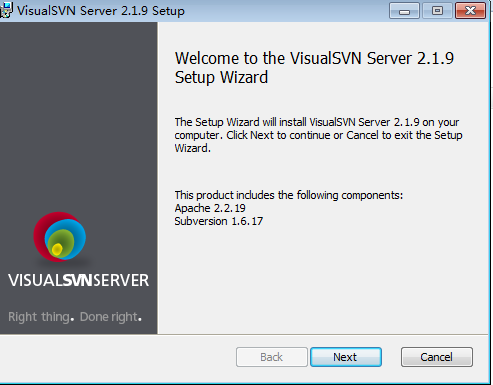 VisualSVN Server 2.1.9 Setup
Welcome to the VisualSVN Server 2.1.9
Setup Wizard
The Setup Wizard will install VisualSVN Server 2.1.9 on your
computer. Click Next to continue or Cancel to exit the Setup
Wizard.
This product includes the following components:
Apache 2.2.19
Subversion 1.6.17
VISUALSVNSERVER
Right thing. Done right.
Back
Next
Cancel